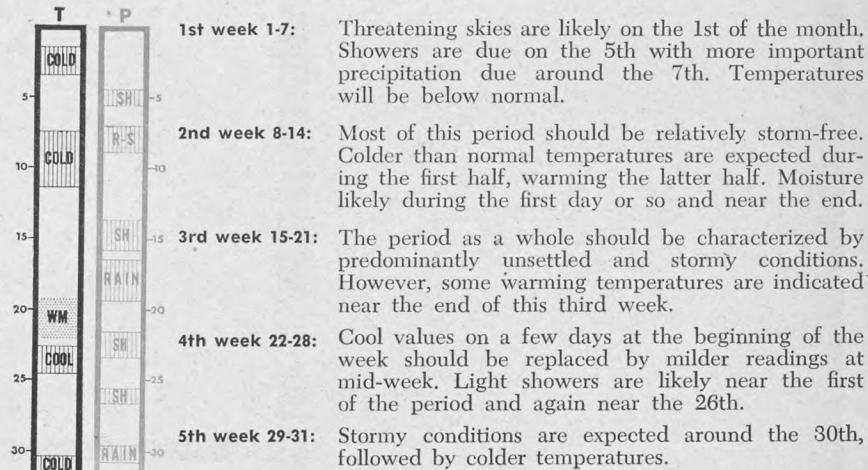 T P
COLD
5-
SH -5
R-S
COLD
10- -10
SH
15- -15
RAIN
20- -20
WM
SH
COOL
25- -25
SH
RAIN
30- -30
COLD
1st week 1-7: Threatening skies are likely on the 1st of the month.
Showers are due on the 5th with more important
precipitation due around the 7th. Temperatures
will be below normal.
2nd week 8-14: Most of this period should be relatively storm-free.
Colder than normal temperatures are expected dur-
ing the first half, warming the latter half. Moisture
likely during the first day or so and near the end.
3rd week 15-21: The period as a whole should be characterized by
predominantly unsettled and stormy conditions.
However, some warming temperatures are indicated
near the end of this third week.
4th week 22-28: Cool values on a few days at the beginning of the
week should be replaced by milder readings at
mid-week. Light showers are likely near the first
of the period and again near the 26th.
5th week 29-31: Stormy conditions are expected around the 30th,
followed by colder temperatures.